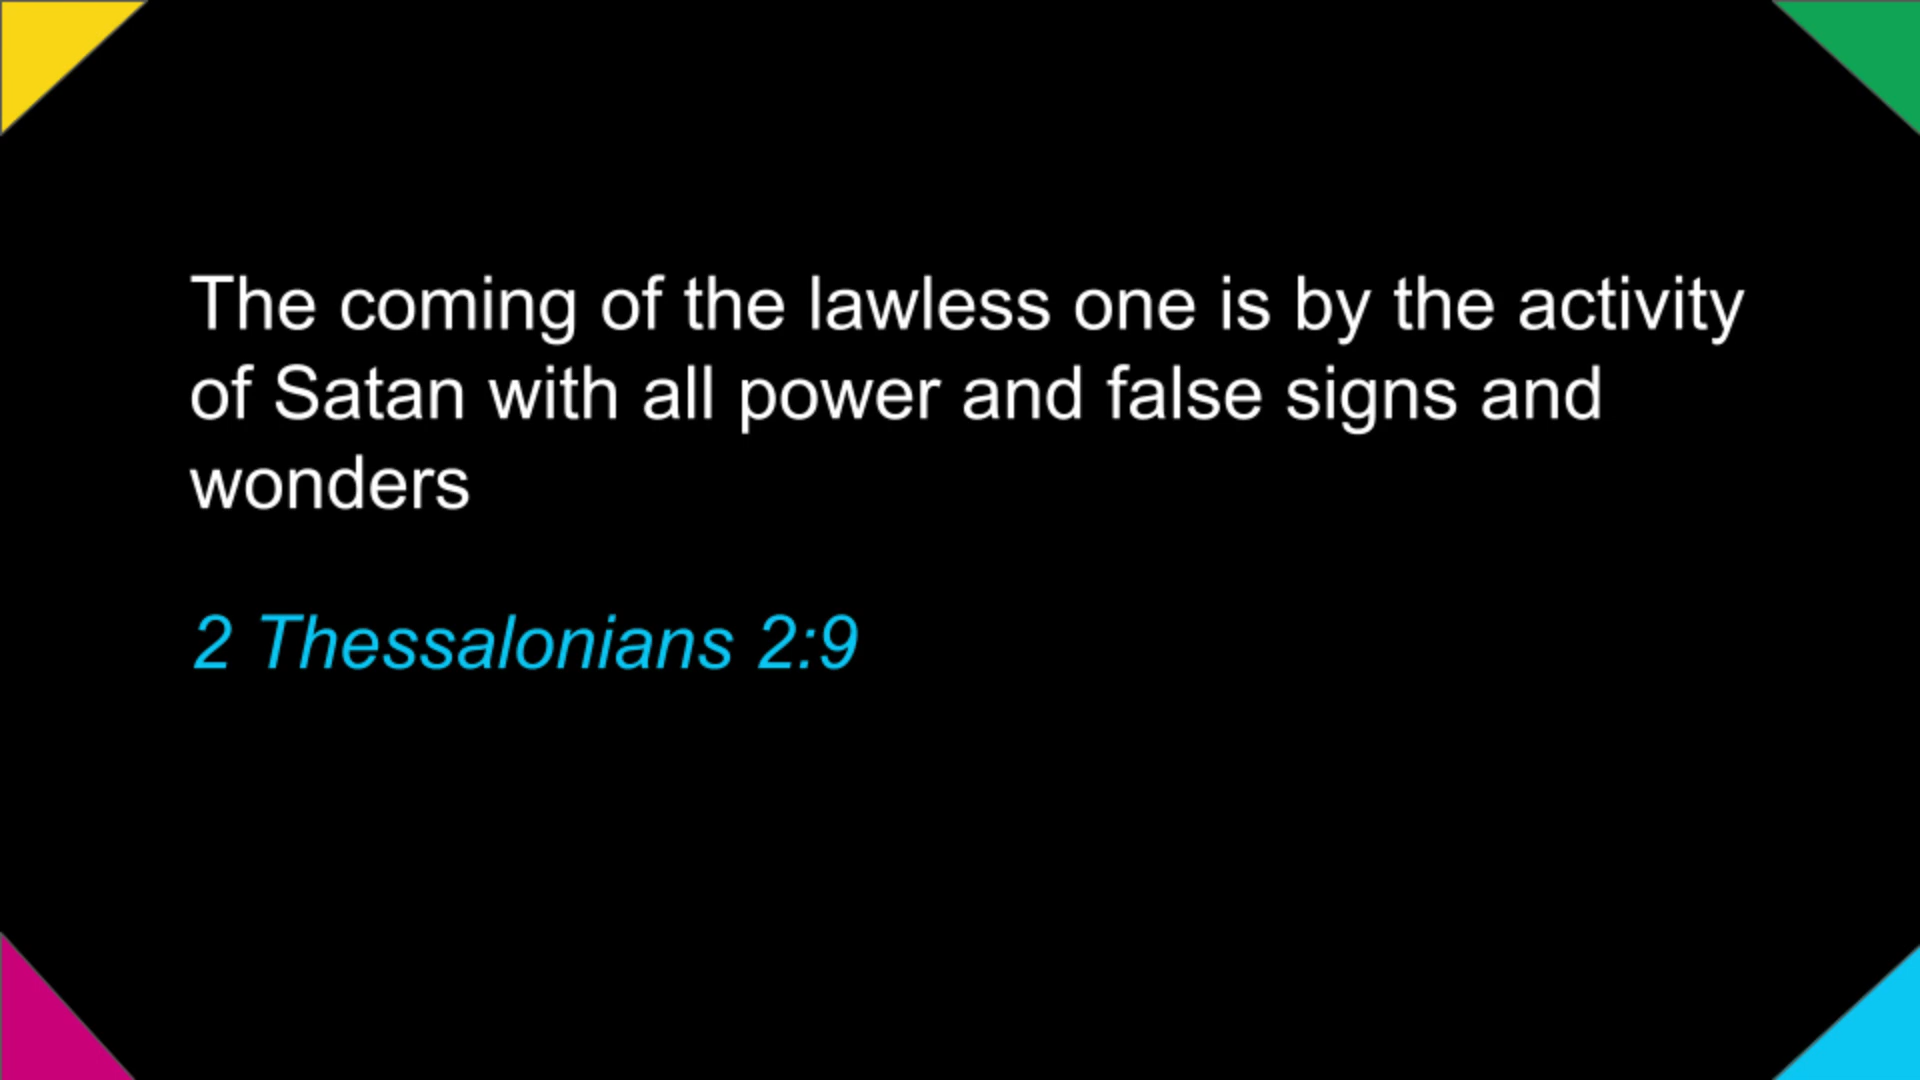 The coming of the lawless one is by the activity
of Satan with all power and false signs and
wonders
2 Thessalonians 2:9